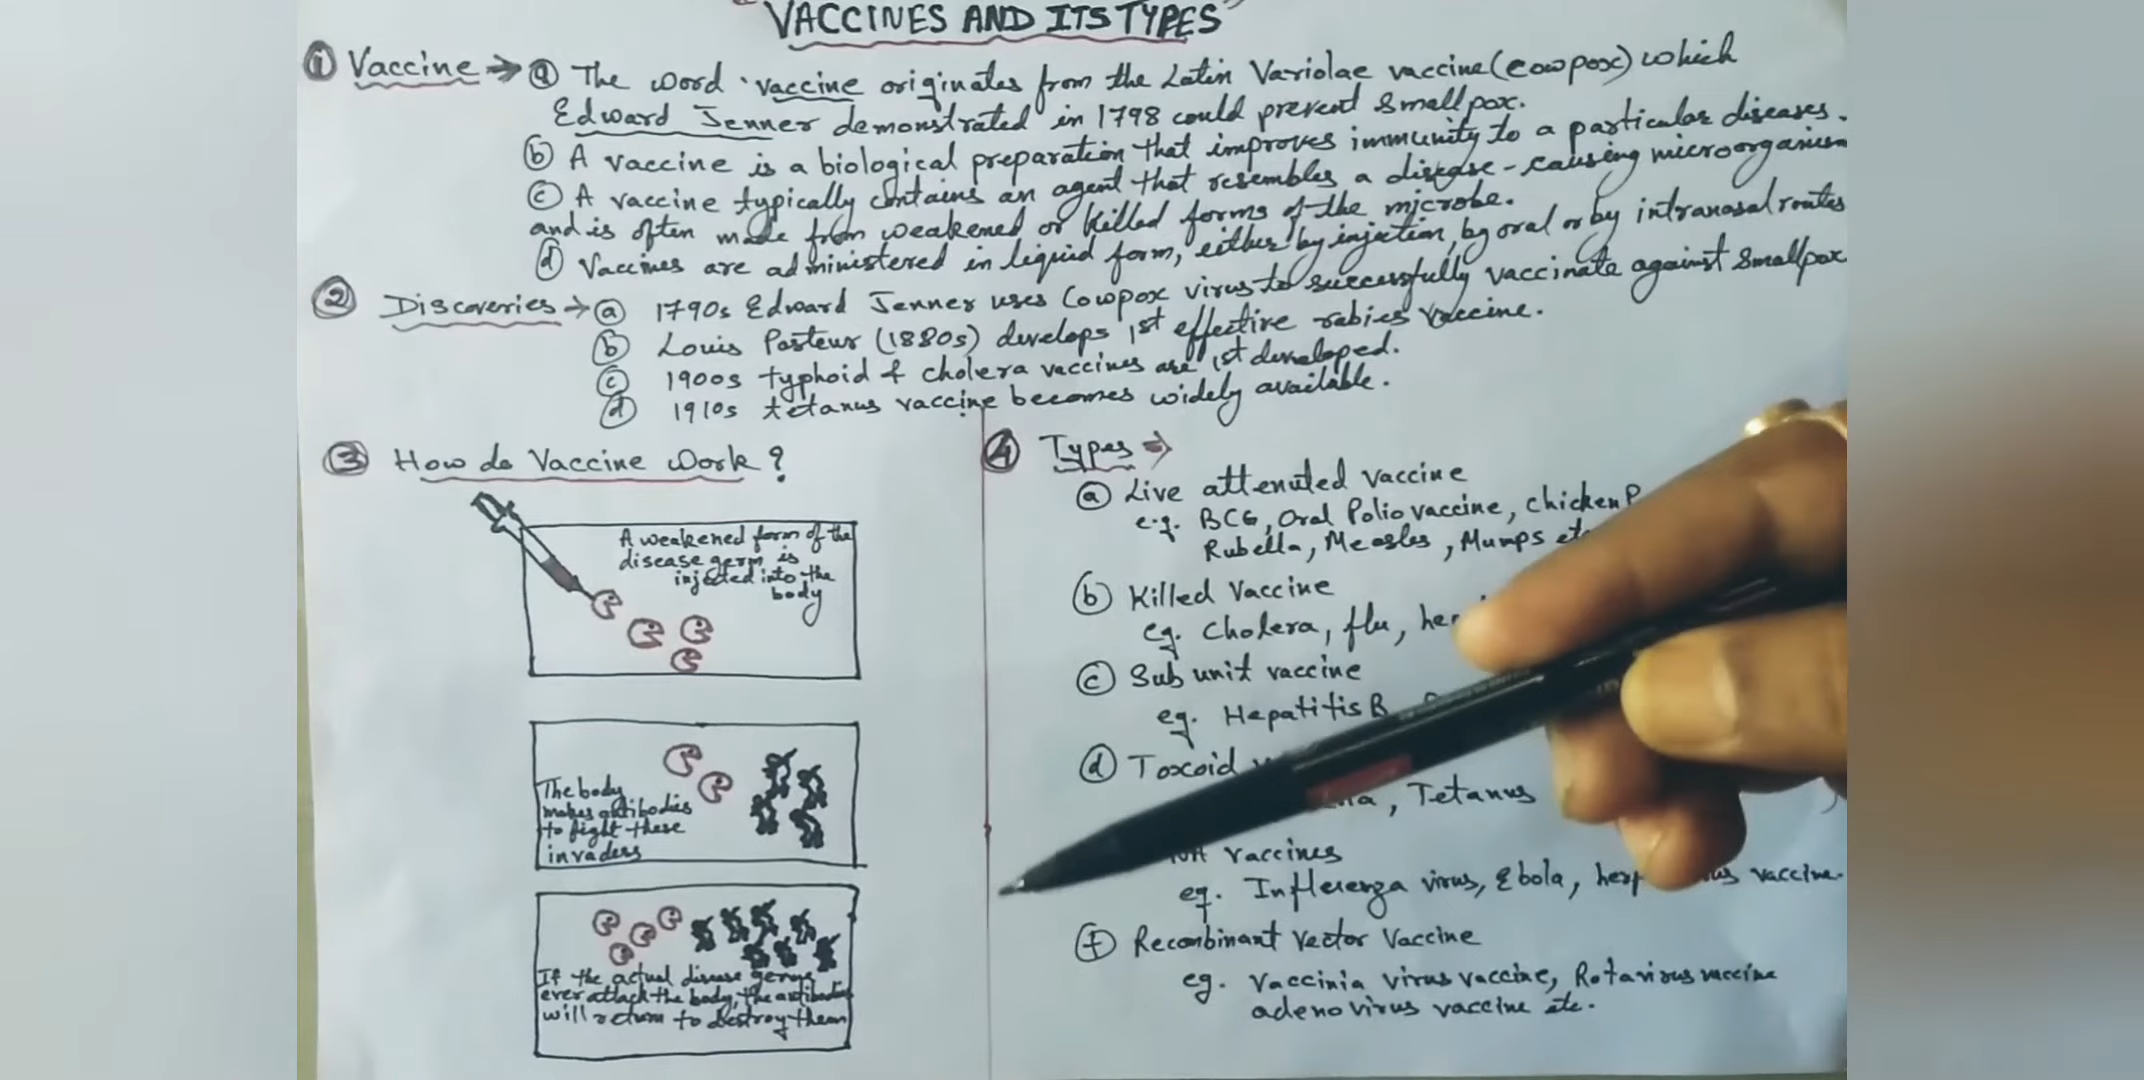 "VACCINES AND ITS TYPES"
① Vaccine → ⓐ The word 'vaccine originates from the Latin Variolae vaccine (cowpox) which
Edward Jenner demonstrated in 1798 could prevent Smallpox.
ⓑ A vaccine is a biological preparation that improves immunity to a particular diseases.
ⓒ A vaccine typically contains an agent that resembles a disease-causing microorganism
and is often made from weakened or killed forms of the microbe.
ⓓ Vaccines are administered in liquid form, either by injection, by oral or by intranasal routes
② Discoveries → ⓐ 1790s Edward Jenner uses Cowpox virus to successfully vaccinate against Smallpox
ⓑ Louis Pasteur (1880s) develops 1st effective rabies vaccine.
ⓒ 1900s typhoid & cholera vaccines are 1st developed.
ⓓ 1910s tetanus vaccine becomes widely available.
③ How do Vaccine Work?
A weakened form of the
disease germ is
injected into the
body
The body
makes antibodies
to fight these
invaders
If the actual disease germs
ever attack the body, the antibodies
will return to destroy them
④ Types ⇒
ⓐ Live attenuted vaccine
e.g. BCG, Oral Polio vaccine, chicken
Rubella, Measles, Mumps etc
ⓑ Killed Vaccine
eg. Cholera, flu,
ⓒ Sub unit vaccine
eg. Hepatitis B
ⓓ Toxoid
, Tetanus
vaccines
eg. Infleuenza virus, Ebola, vaccine.
ⓕ Recombinant Vector Vaccine
eg. Vaccinia virus vaccine, Rotavirus vaccine
adenovirus vaccine etc.